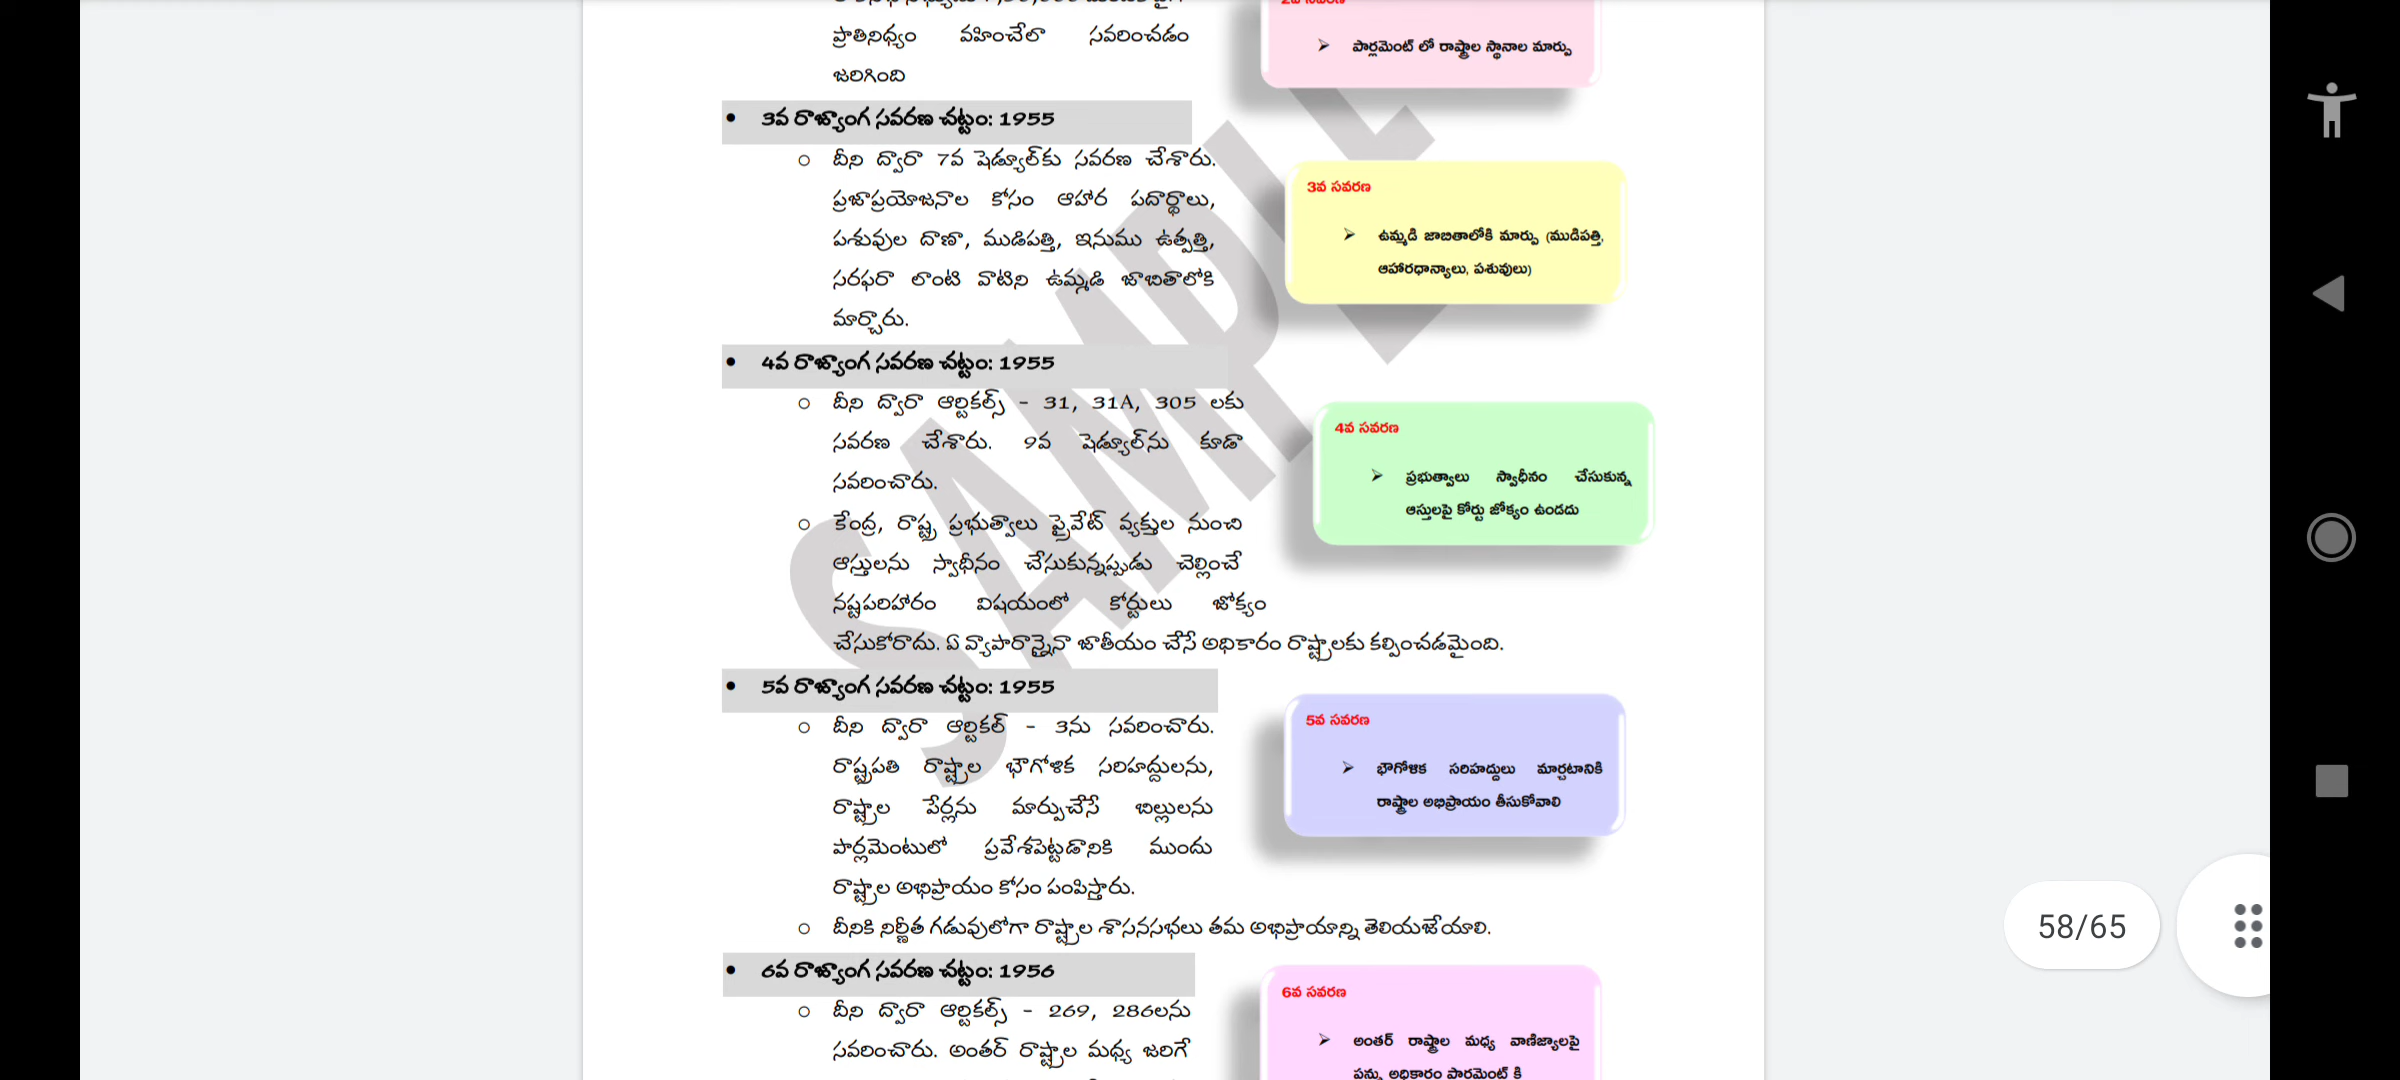 ప్రాతినిధ్యం వహించేలా సవరించడం
జరిగింది
పార్లమెంట్ లో రాష్ట్రాల స్థానాల మార్పు
• 3వ రాజ్యాంగ సవరణ చట్టం: 1955
o దీని ద్వారా 7వ షెడ్యూల్‌కు సవరణ చేశారు.
ప్రజాప్రయోజనాల కోసం ఆహార పదార్థాలు,
పశువుల దాణా, ముడిపత్తి, ఇనుము ఉత్పత్తి,
సరఫరా లాంటి వాటిని ఉమ్మడి జాబితాలోకి
మార్చారు.
3వ సవరణ
➢ ఉమ్మడి జాబితాలోకి మార్పు (ముడిపత్తి,
ఆహారధాన్యాలు, పశువులు)
• 4వ రాజ్యాంగ సవరణ చట్టం: 1955
o దీని ద్వారా ఆర్టికల్స్ - 31, 31A, 305 లకు
సవరణ చేశారు. 9వ షెడ్యూల్‌ను కూడా
సవరించారు.
o కేంద్ర, రాష్ట్ర ప్రభుత్వాలు ప్రైవేట్ వ్యక్తుల నుంచి
ఆస్తులను స్వాధీనం చేసుకున్నప్పుడు చెల్లించే
నష్టపరిహారం విషయంలో కోర్టులు జోక్యం
చేసుకోరాదు. ఏ వ్యాపారాన్నైనా జాతీయం చేసే అధికారం రాష్ట్రాలకు కల్పించడమైంది.
4వ సవరణ
➢ ప్రభుత్వాలు స్వాధీనం చేసుకున్న
ఆస్తులపై కోర్టు జోక్యం ఉండదు
• 5వ రాజ్యాంగ సవరణ చట్టం: 1955
o దీని ద్వారా ఆర్టికల్ - 3ను సవరించారు.
రాష్ట్రపతి రాష్ట్రాల భౌగోళిక సరిహద్దులను,
రాష్ట్రాల పేర్లను మార్పుచేసే బిల్లులను
పార్లమెంటులో ప్రవేశపెట్టడానికి ముందు
రాష్ట్రాల అభిప్రాయం కోసం పంపిస్తారు.
o దీనికి నిర్ణీత గడువులోగా రాష్ట్రాల శాసనసభలు తమ అభిప్రాయాన్ని తెలియజేయాలి.
5వ సవరణ
➢ భౌగోళిక సరిహద్దులు మార్చటానికి
రాష్ట్రాల అభిప్రాయం తీసుకోవాలి
• 6వ రాజ్యాంగ సవరణ చట్టం: 1956
o దీని ద్వారా ఆర్టికల్స్ - 269, 286లను
సవరించారు. అంతర్ రాష్ట్రాల మధ్య జరిగే
6వ సవరణ
➢ అంతర్ రాష్ట్రాల మధ్య వాణిజ్యాలపై
పన్ను అధికారం పార్లమెంట్ కి
SAMPLE
58/65